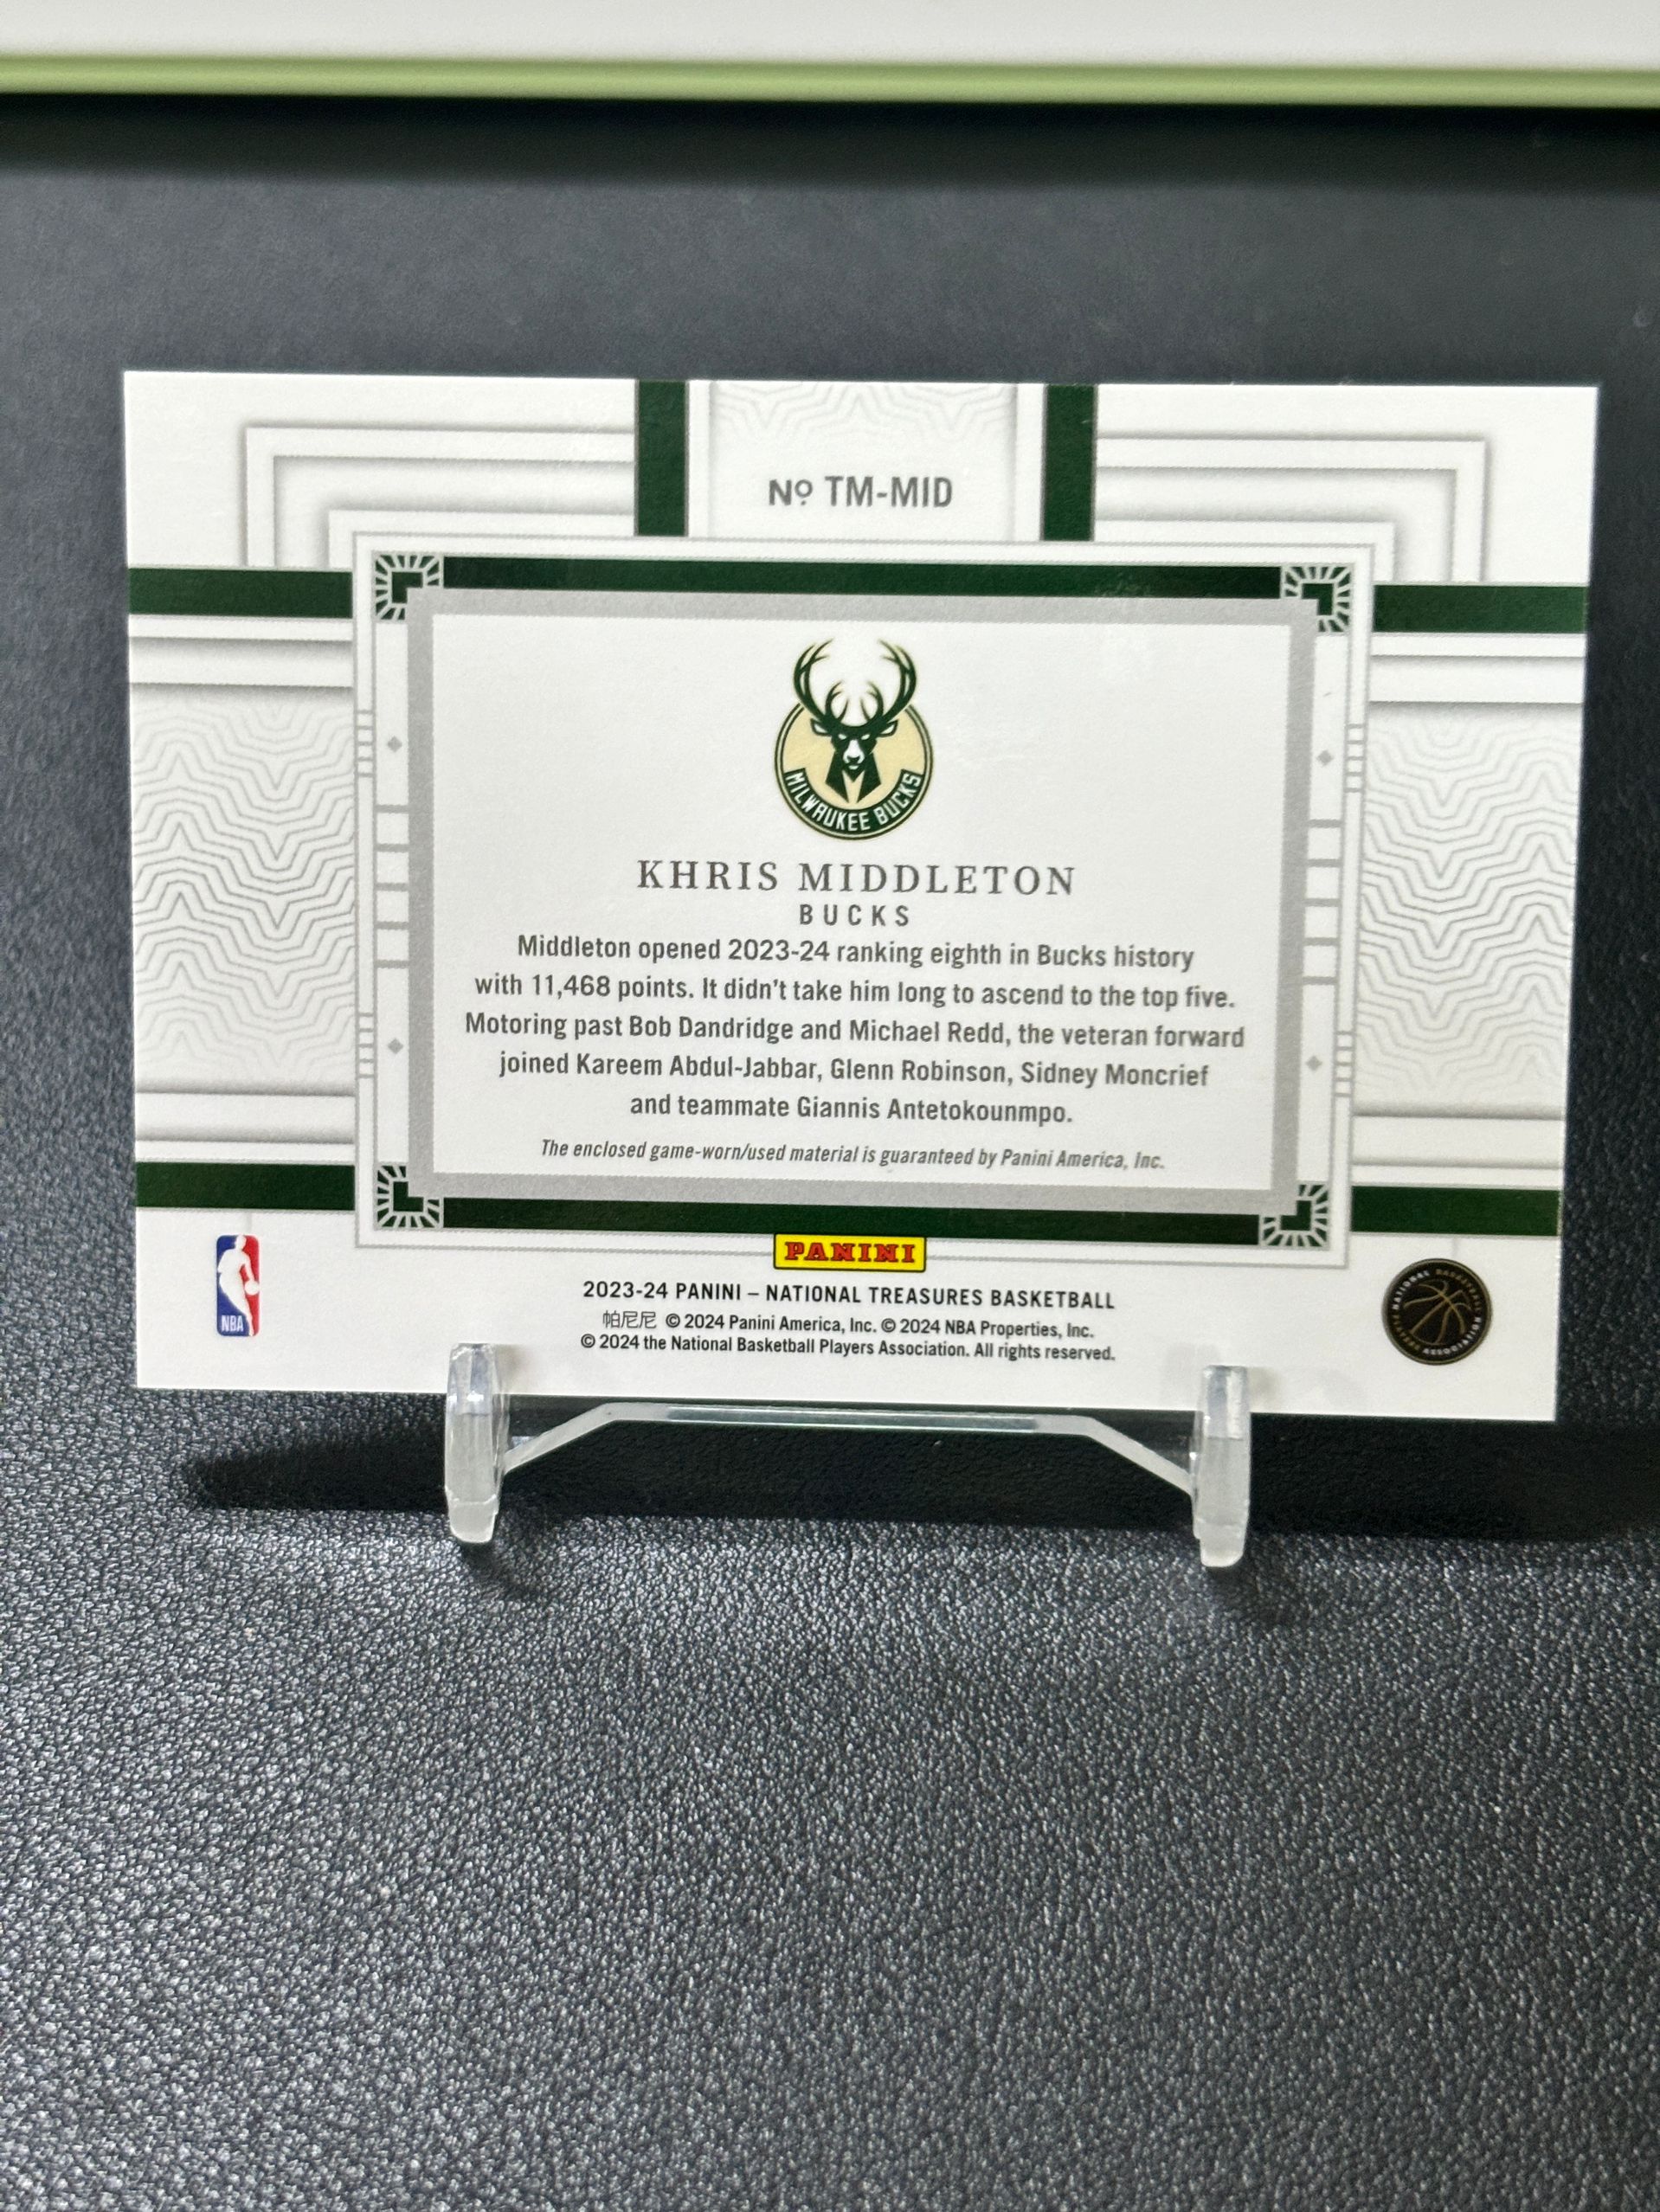 Nº TM-MID
MILWAUKEE BUCKS
KHRIS MIDDLETON
BUCKS
Middleton opened 2023-24 ranking eighth in Bucks history
with 11,468 points. It didn't take him long to ascend to the top five.
Motoring past Bob Dandridge and Michael Redd, the veteran forward
joined Kareem Abdul-Jabbar, Glenn Robinson, Sidney Moncrief
and teammate Giannis Antetokounmpo.
The enclosed game-worn/used material is guaranteed by Panini America, Inc.
PANINI
NBA
2023-24 PANINI – NATIONAL TREASURES BASKETBALL
帕尼尼 © 2024 Panini America, Inc. © 2024 NBA Properties, Inc.
© 2024 the National Basketball Players Association. All rights reserved.
NATIONAL BASKETBALL PLAYERS ASSOCIATION